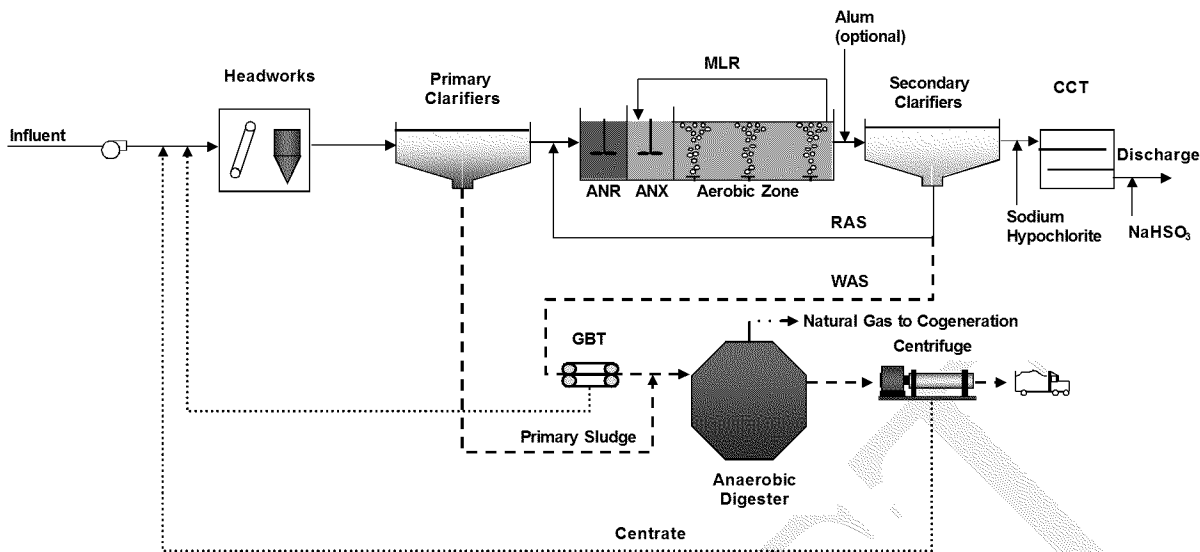 Alum
(optional)
Headworks
Primary
Clarifiers
MLR
Secondary
Clarifiers
CCT
Influent
Discharge
ANR
ANX
Aerobic Zone
RAS
Sodium
Hypochlorite
NaHSO₃
WAS
Natural Gas to Cogeneration
GBT
Centrifuge
Primary Sludge
Anaerobic
Digester
Centrate